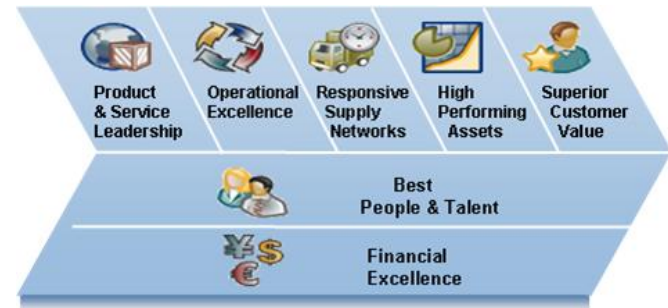 Product
& Service
Leadership
Operational
Excellence
Responsive
Supply
Networks
High
Performing
Assets
Superior
Customer
Value
Best
People & Talent
¥$
€
Financial
Excellence